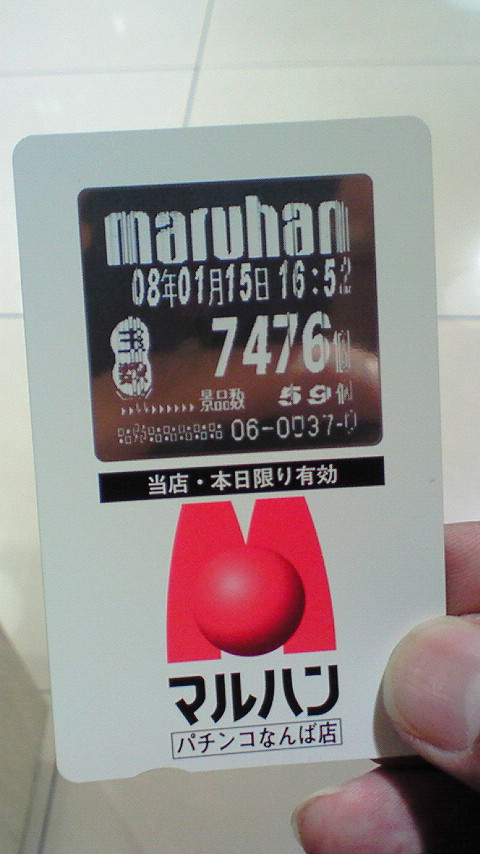 maruhan
08年01月15日 16:52
玉数 7476個
景品数 59個
06-0037-0
当店・本日限り有効
マルハン
パチンコなんば店